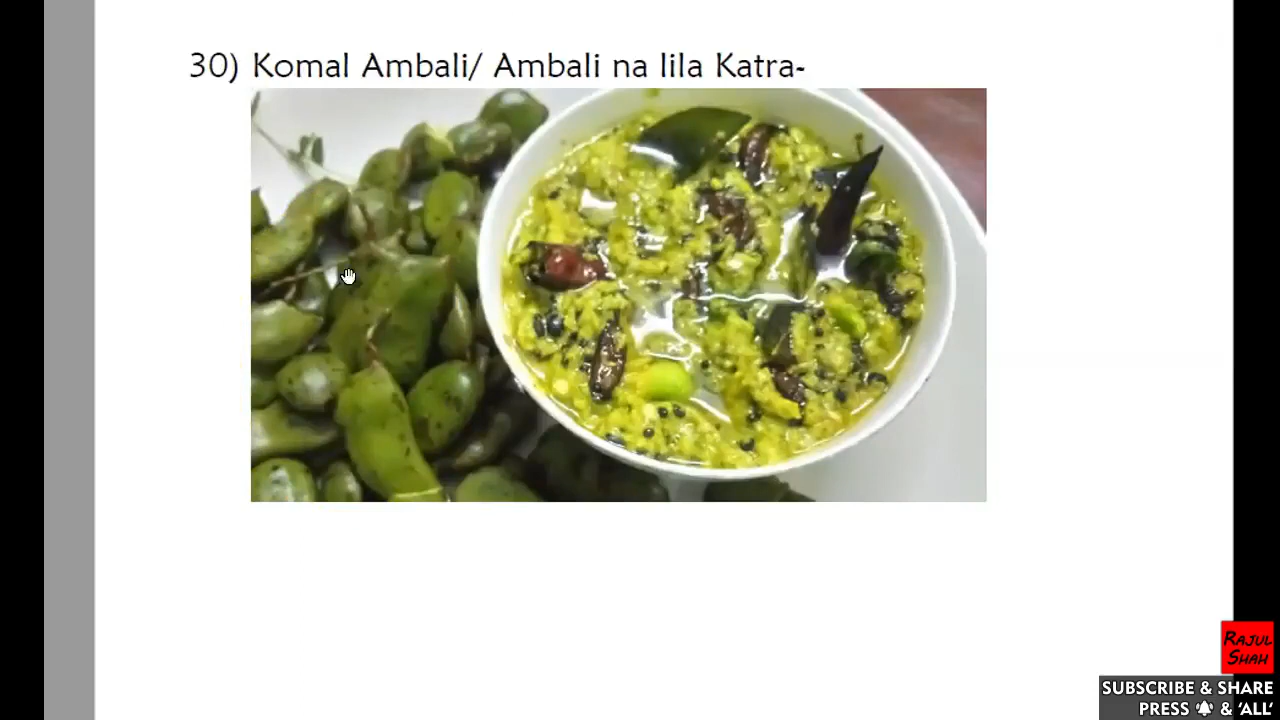 30) Komal Ambali/ Ambali na lila Katra-
RAJUL
SHAH
SUBSCRIBE & SHARE
PRESS & ‘ALL’